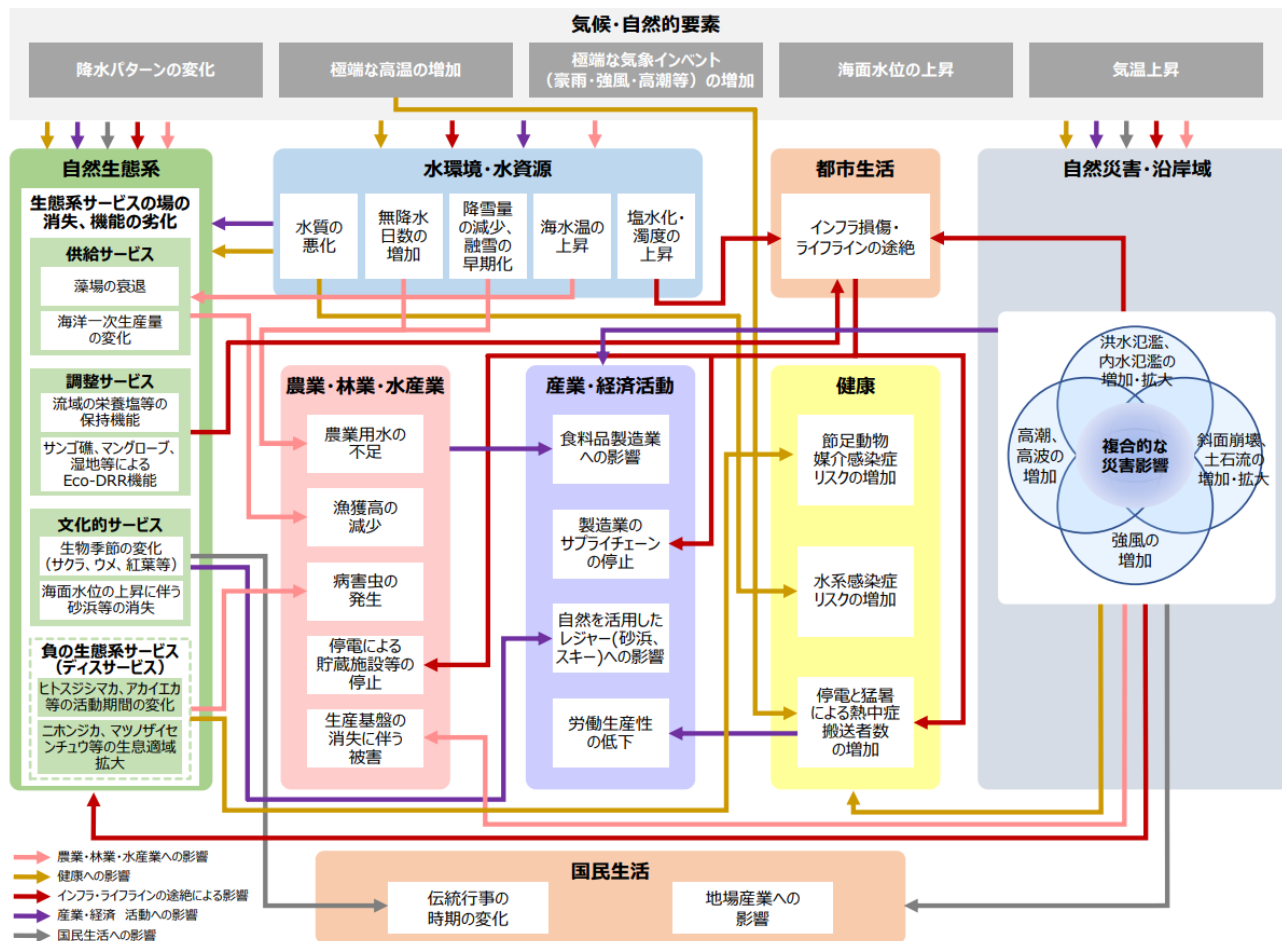 気候・自然的要素
降水パターンの変化
極端な高温の増加
極端な気象インベント
（豪雨・強風・高潮等）の増加
海面水位の上昇
気温上昇
自然生態系
生態系サービスの場の
消失、機能の劣化
供給サービス
藻場の衰退
海洋一次生産量
の変化
調整サービス
流域の栄養塩等の
保持機能
サンゴ礁、マングローブ、
湿地等による
Eco-DRR機能
文化的サービス
生物季節の変化
（サクラ、ウメ、紅葉等）
海面水位の上昇に伴う
砂浜等の消失
負の生態系サービス
（ディスサービス）
ヒトスジシマカ、アカイエカ
等の活動期間の変化
ニホンジカ、マツノザイセ
ンチュウ等の生息適域
拡大
水環境・水資源
水質の
悪化
無降水
日数の
増加
降雪量
の減少、
融雪の
早期化
海水温の
上昇
塩水化・
濁度の
上昇
都市生活
インフラ損傷・
ライフラインの途絶
自然災害・沿岸域
洪水氾濫、
内水氾濫の
増加・拡大
高潮、
高波の
増加
複合的な
災害影響
斜面崩壊、
土石流の
増加・拡大
強風の
増加
農業・林業・水産業
農業用水の
不足
漁獲高の
減少
病害虫の
発生
停電による
貯蔵施設等の
停止
生産基盤の
消失に伴う
被害
産業・経済活動
食料品製造業
への影響
製造業の
サプライチェーン
の停止
自然を活用した
レジャー(砂浜、
スキー)への影響
労働生産性
の低下
健康
節足動物
媒介感染症
リスクの増加
水系感染症
リスクの増加
停電と猛暑
による熱中症
搬送者数
の増加
国民生活
伝統行事の
時期の変化
地場産業への
影響
農業・林業・水産業への影響
健康への影響
インフラ・ライフラインの途絶による影響
産業・経済 活動への影響
国民生活への影響